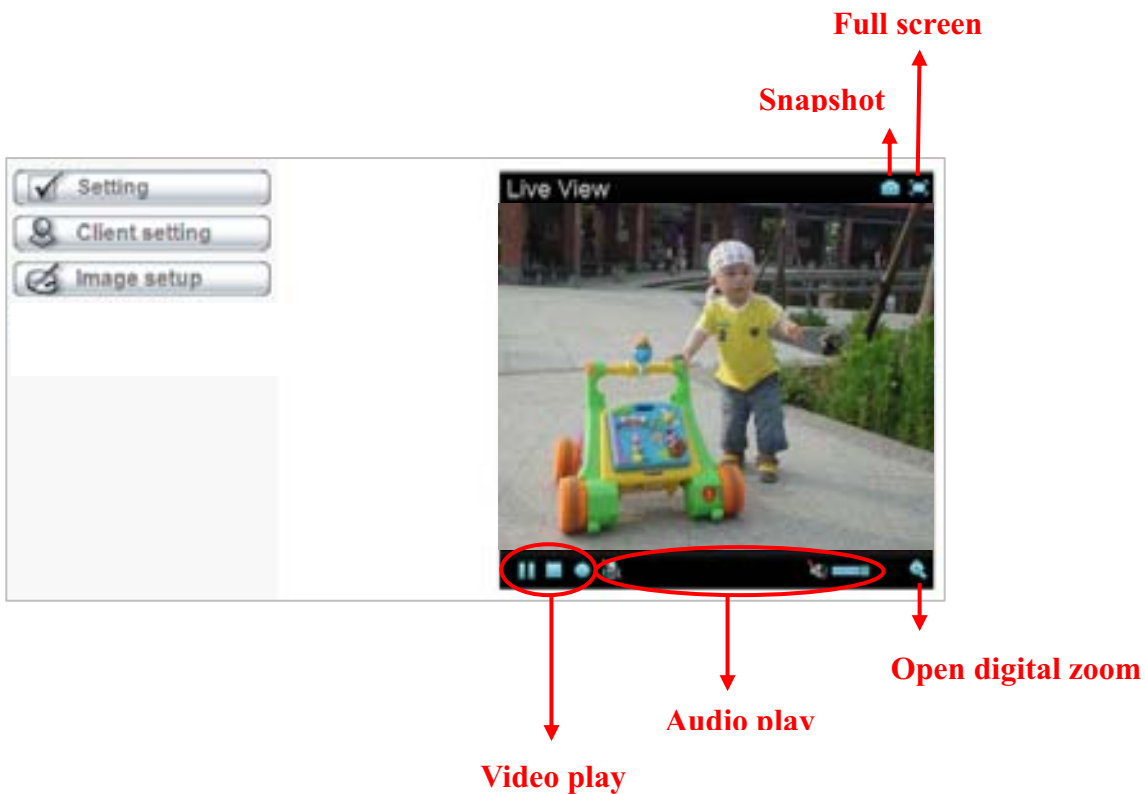 Full screen
Snapshot
Setting
Client setting
Image setup
Live View
Open digital zoom
Audio play
Video play